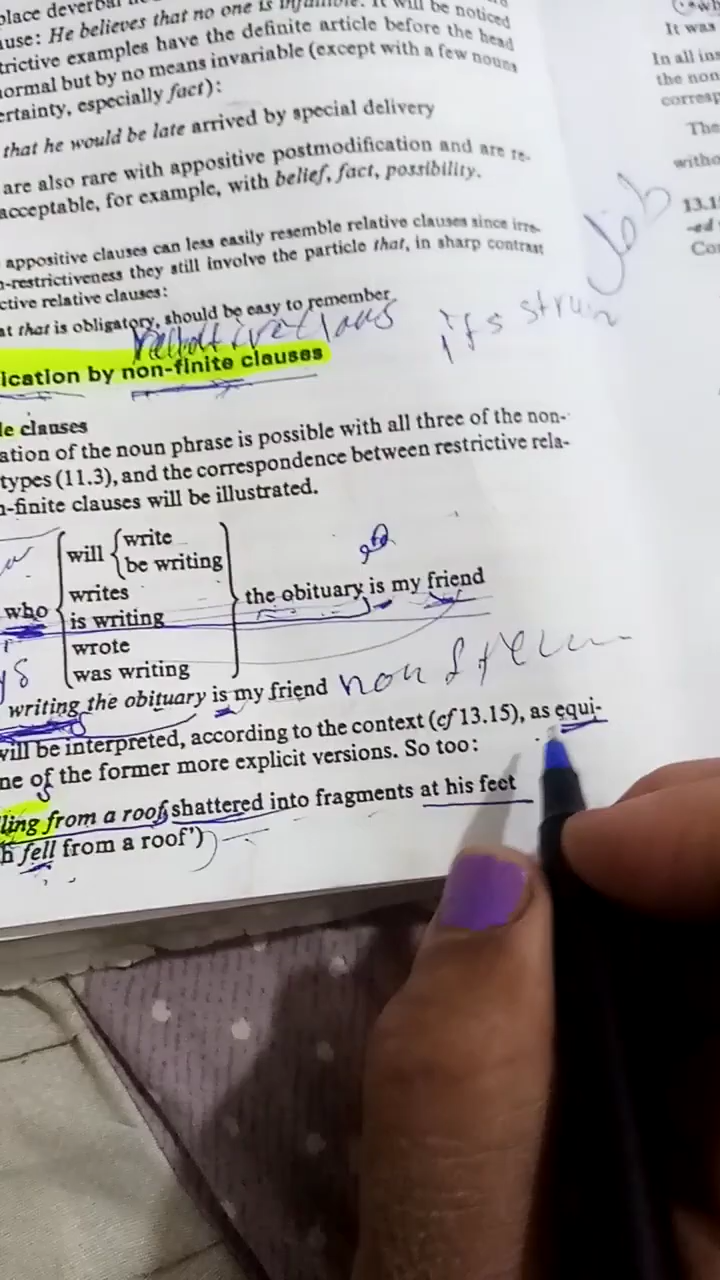 place deverbal
use: He believes that no one is infallible. It will be noticed
trictive examples have the definite article before the head
ormal but by no means invariable (except with a few nouns
ertainty, especially fact):
that he would be late arrived by special delivery
are also rare with appositive postmodification and are re-
acceptable, for example, with belief, fact, possibility.
appositive clauses can less easily resemble relative clauses since irre-
n-restrictiveness they still involve the particle that, in sharp contrast
ctive relative clauses:
at that is obligatory, should be easy to remember
ification by non-finite clauses
le clauses
ation of the noun phrase is possible with all three of the non-
types (11.3), and the correspondence between restrictive rela-
n-finite clauses will be illustrated.
will write
be writing
writes
who is writing the obituary is my friend
wrote
was writing
writing the obituary is my friend
will be interpreted, according to the context (cf 13.15), as equi-
ne of the former more explicit versions. So too:
ling from a roof shattered into fragments at his feet
h fell from a roof')
It was
In all ins
the non
corresp
The
witho
13.1
-ed
Co
Job
its
non